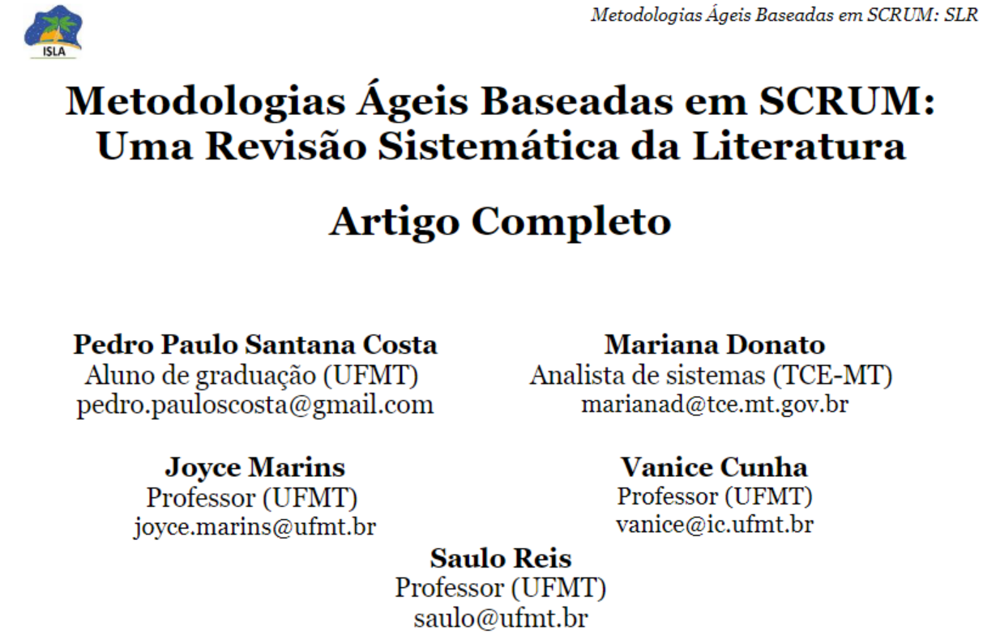 ISLA
Metodologias Ágeis Baseadas em SCRUM: SLR
Metodologias Ágeis Baseadas em SCRUM:
Uma Revisão Sistemática da Literatura
Artigo Completo
Pedro Paulo Santana Costa
Aluno de graduação (UFMT)
pedro.pauloscosta@gmail.com
Mariana Donato
Analista de sistemas (TCE-MT)
marianad@tce.mt.gov.br
Joyce Marins
Professor (UFMT)
joyce.marins@ufmt.br
Vanice Cunha
Professor (UFMT)
vanice@ic.ufmt.br
Saulo Reis
Professor (UFMT)
saulo@ufmt.br